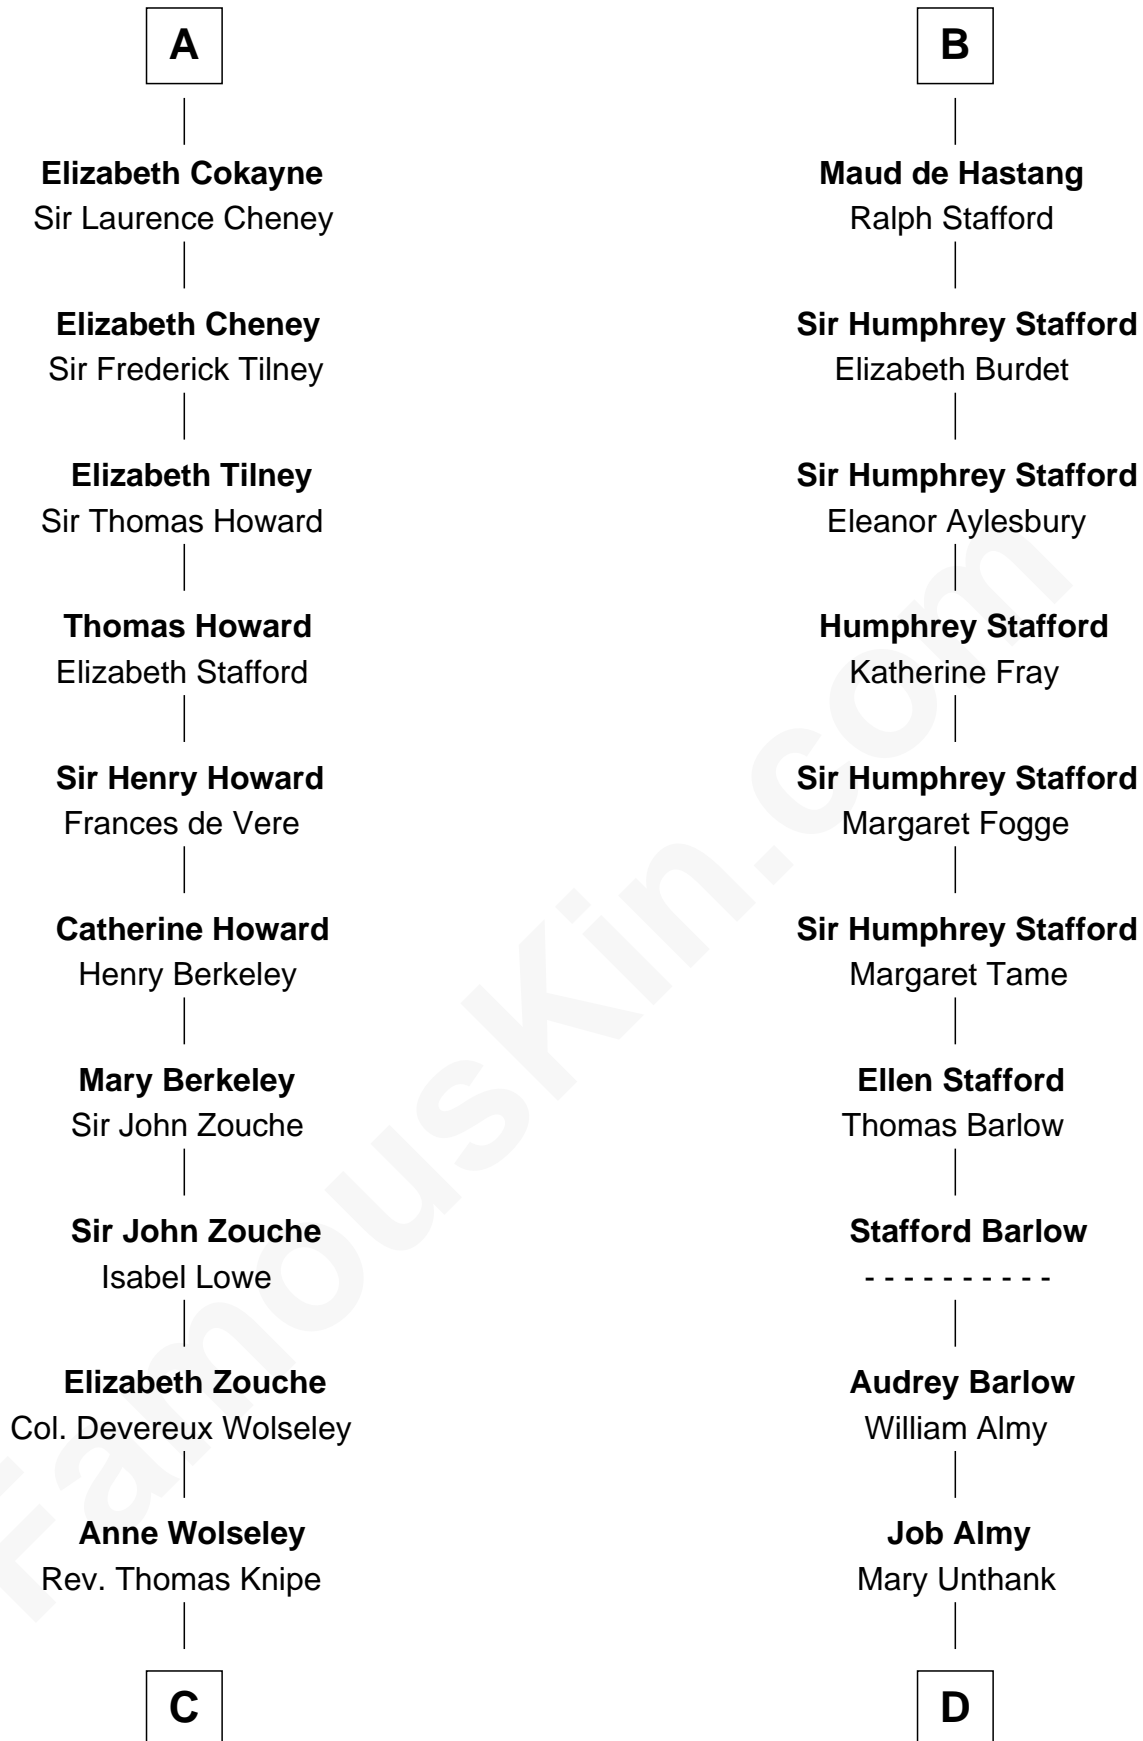 A
Elizabeth Cokayne
Sir Laurence Cheney
Elizabeth Cheney
Sir Frederick Tilney
Elizabeth Tilney
Sir Thomas Howard
Thomas Howard
Elizabeth Stafford
Sir Henry Howard
Frances de Vere
Catherine Howard
Henry Berkeley
Mary Berkeley
Sir John Zouche
Sir John Zouche
Isabel Lowe
Elizabeth Zouche
Col. Devereux Wolseley
Anne Wolseley
Rev. Thomas Knipe
C
B
Maud de Hastang
Ralph Stafford
Sir Humphrey Stafford
Elizabeth Burdet
Sir Humphrey Stafford
Eleanor Aylesbury
Humphrey Stafford
Katherine Fray
Sir Humphrey Stafford
Margaret Fogge
Sir Humphrey Stafford
Margaret Tame
Ellen Stafford
Thomas Barlow
Stafford Barlow
- - - - - - - - - -
Audrey Barlow
William Almy
Job Almy
Mary Unthank
D
FamousKin.com